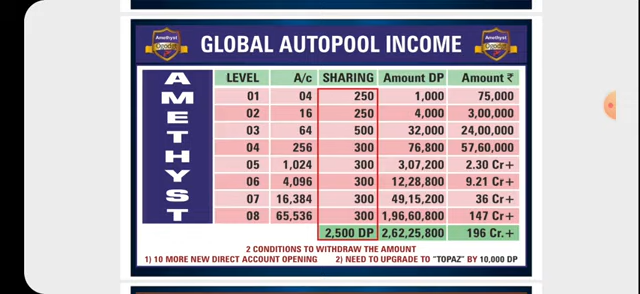 Amethyst
GLOBAL AUTOPOOL INCOME
Amethyst
AMETHYST
LEVEL A/c SHARING Amount DP Amount ₹
01 04 250 1,000 75,000
02 16 250 4,000 3,00,000
03 64 500 32,000 24,00,000
04 256 300 76,800 57,60,000
05 1,024 300 3,07,200 2.30 Cr+
06 4,096 300 12,28,800 9.21 Cr+
07 16,384 300 49,15,200 36 Cr+
08 65,536 300 1,96,60,800 147 Cr+
2,500 DP 2,62,25,800 196 Cr.+
2 CONDITIONS TO WITHDRAW THE AMOUNT
1) 10 MORE NEW DIRECT ACCOUNT OPENING 2) NEED TO UPGRADE TO "TOPAZ" BY 10,000 DP